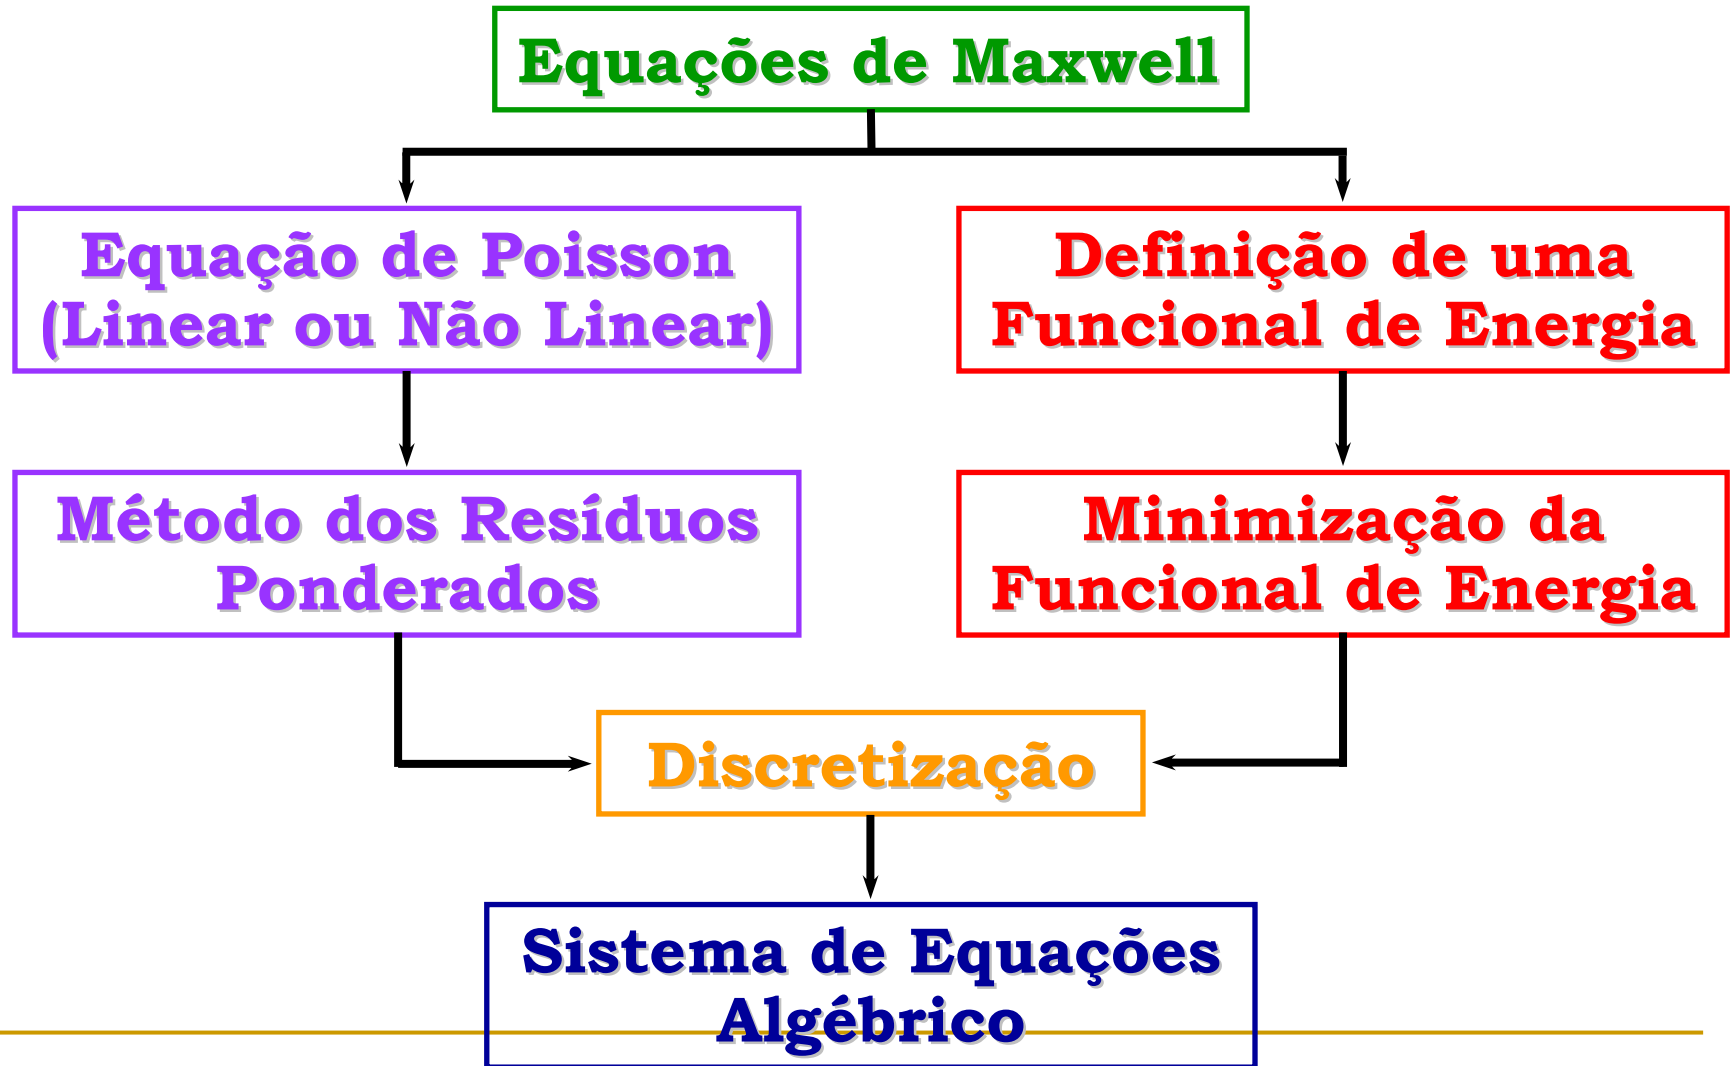 Equações de Maxwell
Equação de Poisson
(Linear ou Não Linear)
Definição de uma
Funcional de Energia
Método dos Resíduos
Ponderados
Minimização da
Funcional de Energia
Discretização
Sistema de Equações
Algébrico